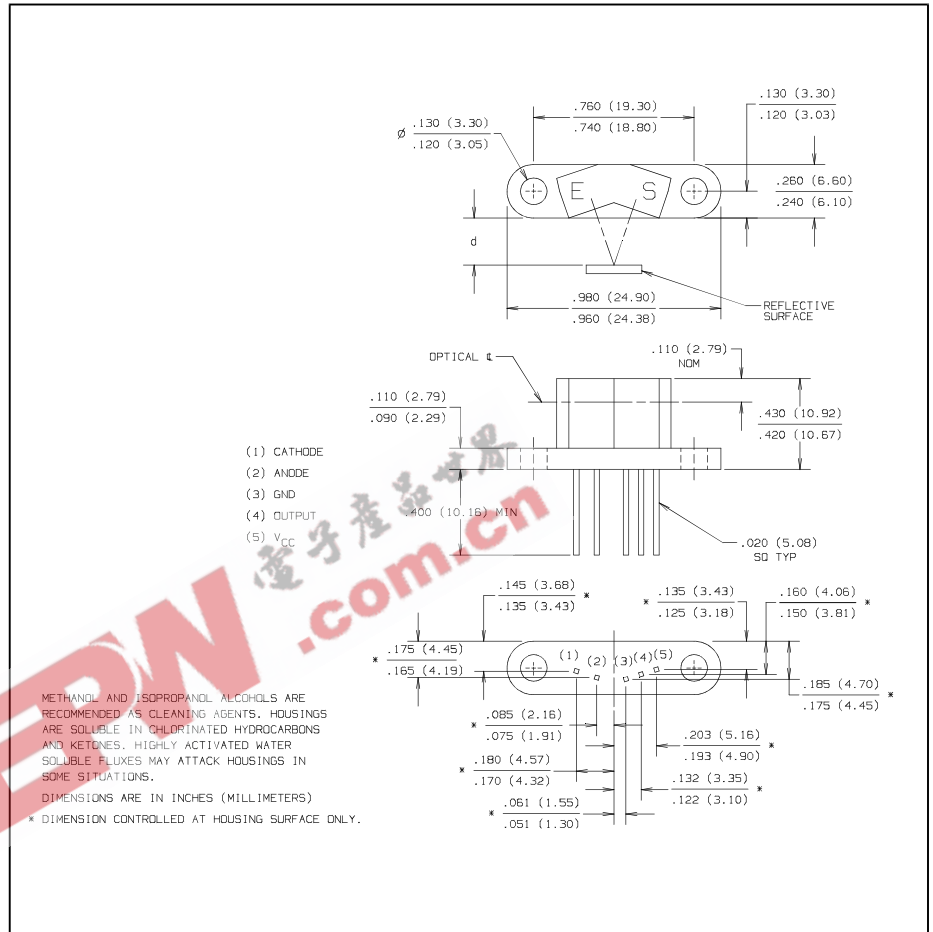 .130 (3.30)
.120 (3.03)
.760 (19.30)
.740 (18.80)
ø .130 (3.30)
.120 (3.05)
E S
.260 (6.60)
.240 (6.10)
d
.980 (24.90)
.960 (24.38)
REFLECTIVE
SURFACE
OPTICAL ℄
.110 (2.79)
NOM
.110 (2.79)
.090 (2.29)
.430 (10.92)
.420 (10.67)
(1) CATHODE
(2) ANODE
(3) GND
(4) OUTPUT
(5) VCC
.400 (10.16) MIN
.020 (5.08)
SQ TYP
電子產品世界
.com.cn
EPW
.145 (3.68)
.135 (3.43) *
* .135 (3.43)
.125 (3.18)
.160 (4.06)
.150 (3.81) *
* .175 (4.45)
.165 (4.19)
(1) (2) (3) (4) (5)
.185 (4.70)
.175 (4.45) *
* .085 (2.16)
.075 (1.91)
.203 (5.16)
.193 (4.90) *
* .180 (4.57)
.170 (4.32)
.132 (3.35)
.122 (3.10) *
* .061 (1.55)
.051 (1.30)
METHANOL AND ISOPROPANOL ALCOHOLS ARE
RECOMMENDED AS CLEANING AGENTS. HOUSINGS
ARE SOLUBLE IN CHLORINATED HYDROCARBONS
AND KETONES. HIGHLY ACTIVATED WATER
SOLUBLE FLUXES MAY ATTACK HOUSINGS IN
SOME SITUATIONS.
DIMENSIONS ARE IN INCHES (MILLIMETERS)
* DIMENSION CONTROLLED AT HOUSING SURFACE ONLY.